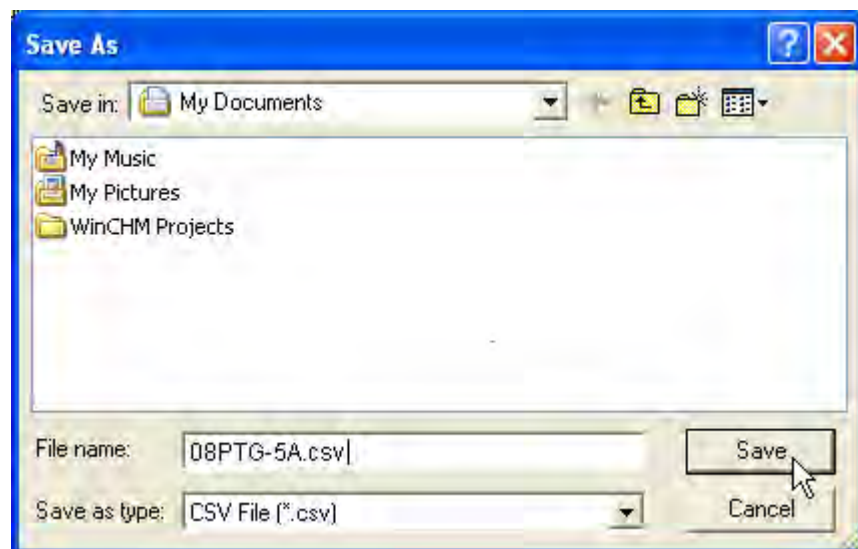 Save As
Save in: My Documents
My Music
My Pictures
WinCHM Projects
File name: 08PTG-5A.csv
Save
Save as type: CSV File (*.csv)
Cancel